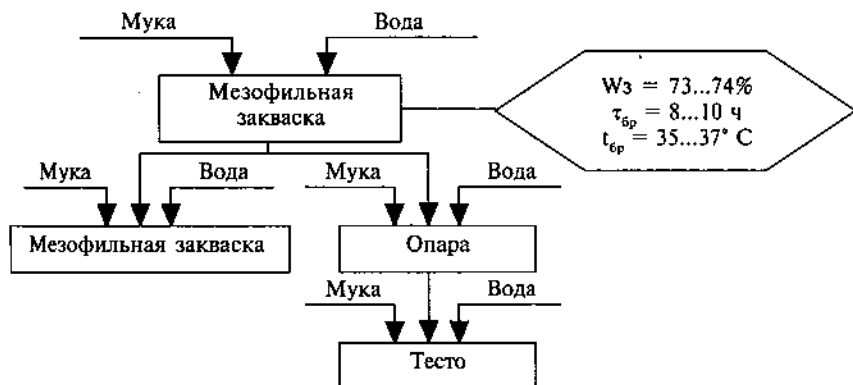 Мука Вода
Мезофильная
закваска
Wз = 73...74%
τбр = 8...10 ч
tбр = 35...37° С
Мука Вода Мука Вода
Мезофильная закваска Опара
Мука Вода
Тесто